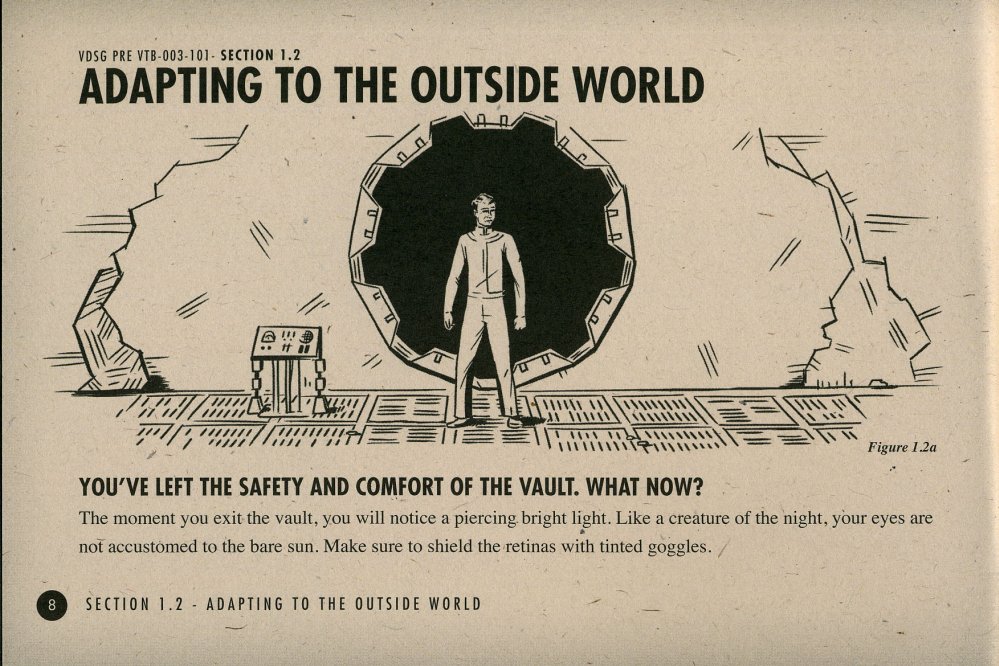 VDSG PRE VTB-003-101- SECTION 1.2
ADAPTING TO THE OUTSIDE WORLD
Figure 1.2a
YOU'VE LEFT THE SAFETY AND COMFORT OF THE VAULT. WHAT NOW?
The moment you exit the vault, you will notice a piercing bright light. Like a creature of the night, your eyes are
not accustomed to the bare sun. Make sure to shield the retinas with tinted goggles.
8 SECTION 1.2 - ADAPTING TO THE OUTSIDE WORLD